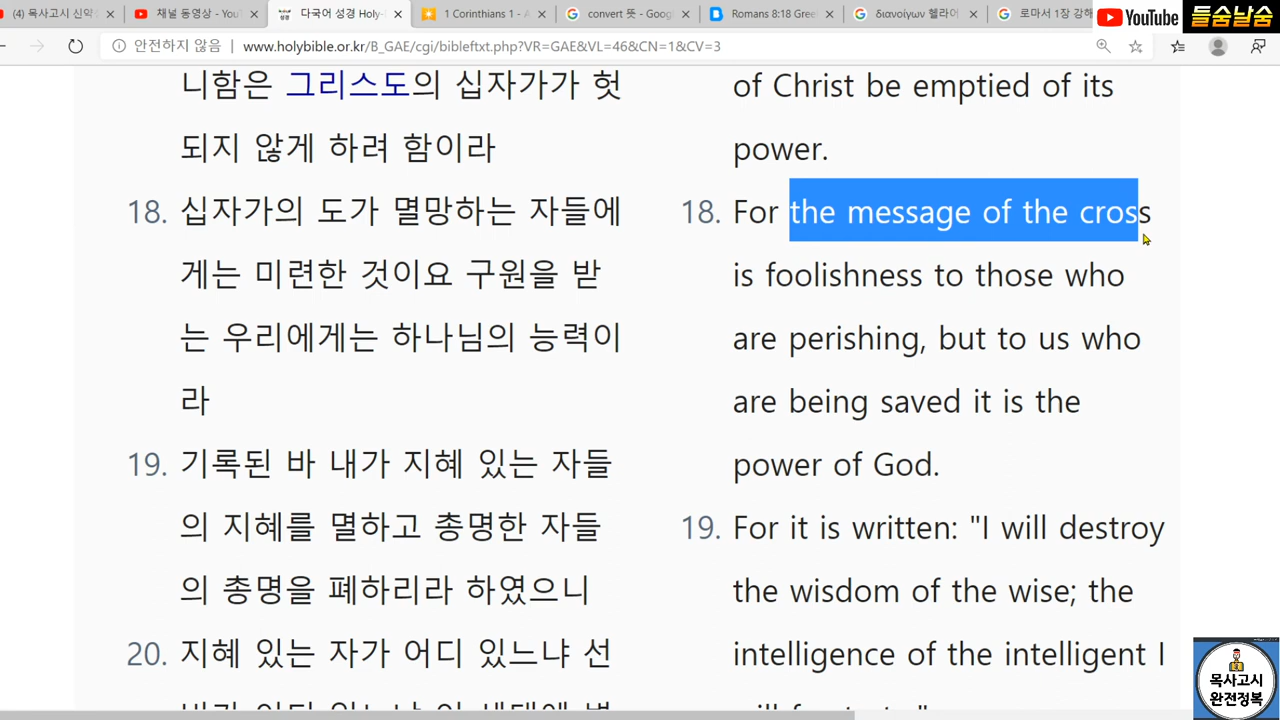 (4) 목사고시 신약
채널 동영상 - You
다국어 성경 Holy-
1 Corinthians 1 - A
convert 뜻 - Goog
Romans 8:18 Gree
διανοίγων 헬라어
로마서 1장 강해
YouTube
들숨날숨
안전하지 않음 | www.holybible.or.kr/B_GAE/cgi/bibleftxt.php?VR=GAE&VL=46&CN=1&CV=3
니함은 그리스도의 십자가가 헛
되지 않게 하려 함이라
18. 십자가의 도가 멸망하는 자들에
게는 미련한 것이요 구원을 받
는 우리에게는 하나님의 능력이
라
19. 기록된 바 내가 지혜 있는 자들
의 지혜를 멸하고 총명한 자들
의 총명을 폐하리라 하였으니
20. 지혜 있는 자가 어디 있느냐 선
of Christ be emptied of its
power.
18. For the message of the cross
is foolishness to those who
are perishing, but to us who
are being saved it is the
power of God.
19. For it is written: "I will destroy
the wisdom of the wise; the
intelligence of the intelligent I
목사고시
완전정복